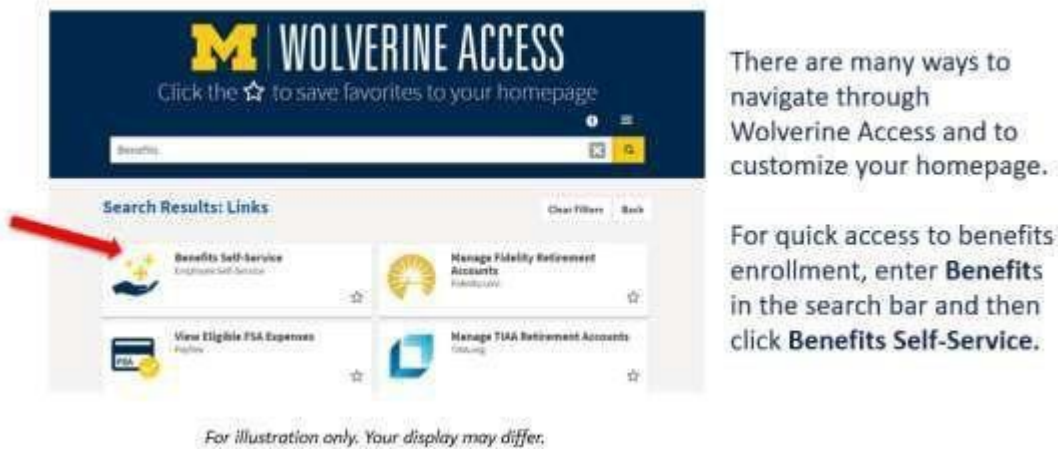 M | WOLVERINE ACCESS
Click the ☆ to save favorites to your homepage
Benefits
Search Results: Links
Clear Filters
Back
Benefits Self-Service
Employee Self-Service
Manage Fidelity Retirement
Accounts
Fidelity.com
View Eligible FSA Expenses
PayFlex
FSA
Manage TIAA Retirement Accounts
TIAA.org
There are many ways to
navigate through
Wolverine Access and to
customize your homepage.
For quick access to benefits
enrollment, enter Benefits
in the search bar and then
click Benefits Self-Service.
For illustration only. Your display may differ.